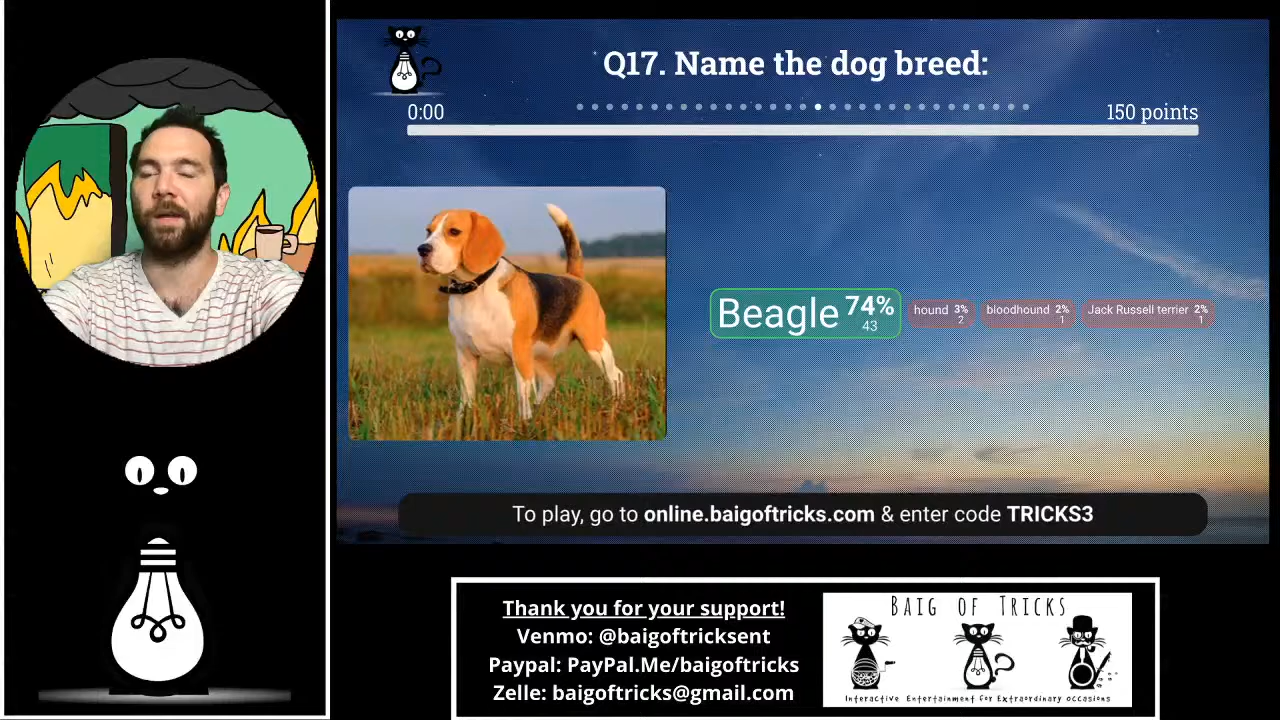 Q17. Name the dog breed:
0:00
150 points
Beagle 74% 43
hound 3% 2
bloodhound 2% 1
Jack Russell terrier 2% 1
To play, go to online.baigoftricks.com & enter code TRICKS3
Thank you for your support!
Venmo: @baigoftricksent
Paypal: PayPal.Me/baigoftricks
Zelle: baigoftricks@gmail.com
BAIG OF TRICKS
Interactive Entertainment for Extraordinary occasions